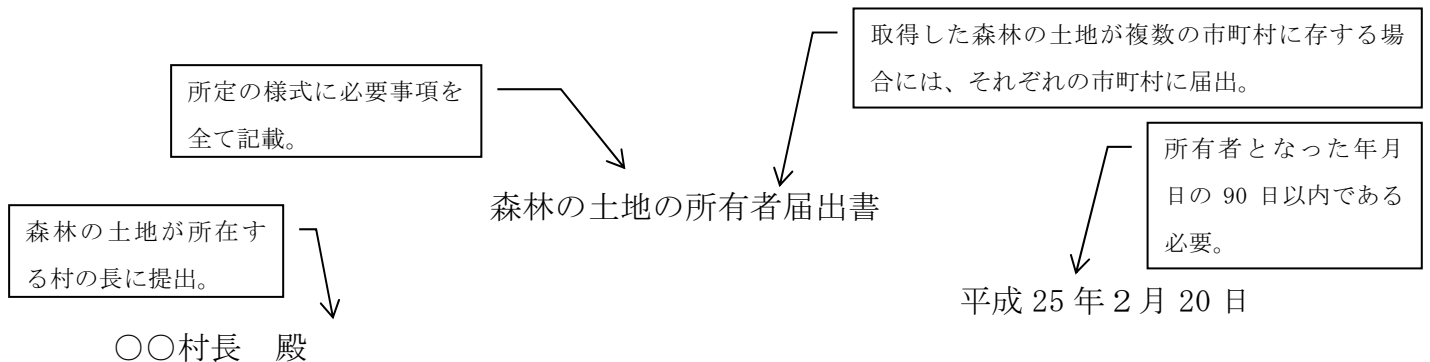 取得した森林の土地が複数の市町村に存する場
合には、それぞれの市町村に届出。
所定の様式に必要事項を
全て記載。
所有者となった年月
日の 90 日以内である
必要。
森林の土地の所有者届出書
森林の土地が所在す
る村の長に提出。
平成 25 年２月 20 日
○○村長　殿